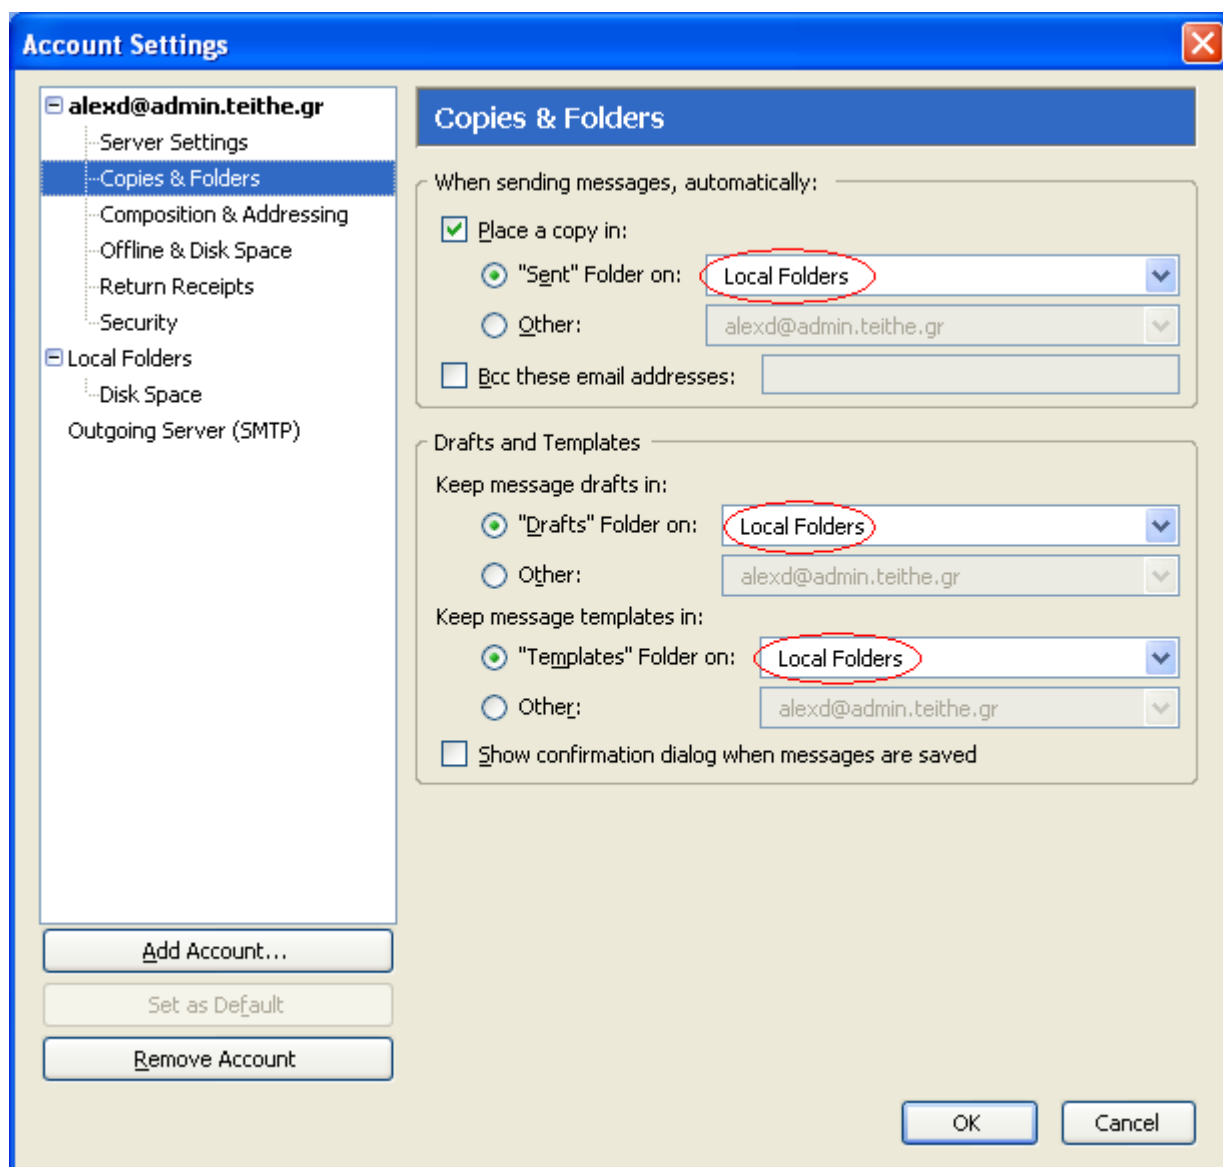 Account Settings
alexd@admin.teithe.gr
Server Settings
Copies & Folders
Composition & Addressing
Offline & Disk Space
Return Receipts
Security
Local Folders
Disk Space
Outgoing Server (SMTP)
Add Account...
Set as Default
Remove Account
Copies & Folders
When sending messages, automatically:
Place a copy in:
"Sent" Folder on: Local Folders
Other: alexd@admin.teithe.gr
Bcc these email addresses:
Drafts and Templates
Keep message drafts in:
"Drafts" Folder on: Local Folders
Other: alexd@admin.teithe.gr
Keep message templates in:
"Templates" Folder on: Local Folders
Other: alexd@admin.teithe.gr
Show confirmation dialog when messages are saved
OK Cancel